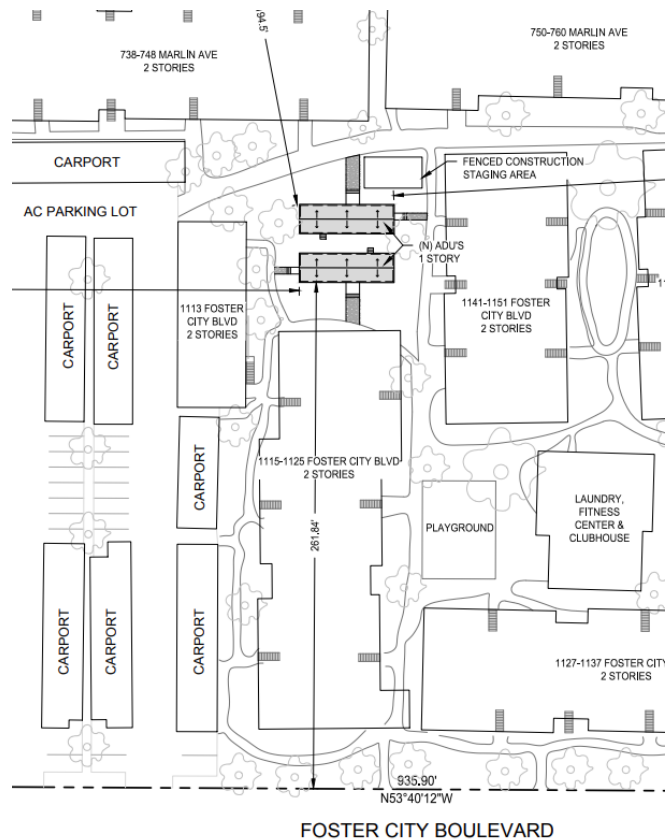 738-748 MARLIN AVE
2 STORIES
750-760 MARLIN AVE
2 STORIES
CARPORT
FENCED CONSTRUCTION
STAGING AREA
AC PARKING LOT
(N) ADU'S
1 STORY
CARPORT
CARPORT
1113 FOSTER
CITY BLVD
2 STORIES
1141-1151 FOSTER
CITY BLVD
2 STORIES
CARPORT
1115-1125 FOSTER CITY BLVD
2 STORIES
261.84'
PLAYGROUND
LAUNDRY,
FITNESS
CENTER &
CLUBHOUSE
CARPORT
CARPORT
CARPORT
1127-1137 FOSTER CITY
2 STORIES
935.90'
N53°40'12"W
FOSTER CITY BOULEVARD